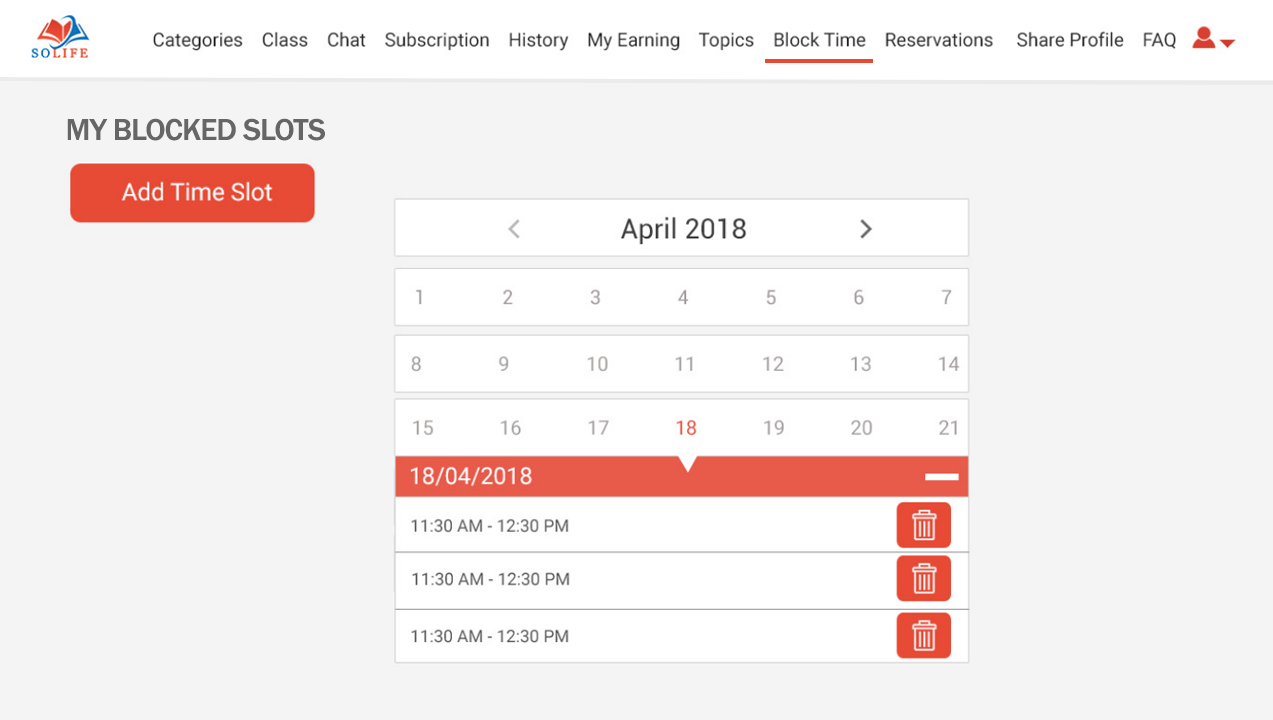 SOLIFE
Categories Class Chat Subscription History My Earning Topics Block Time Reservations Share Profile FAQ
MY BLOCKED SLOTS
Add Time Slot
April 2018
1 2 3 4 5 6 7
8 9 10 11 12 13 14
15 16 17 18 19 20 21
18/04/2018
11:30 AM - 12:30 PM
11:30 AM - 12:30 PM
11:30 AM - 12:30 PM